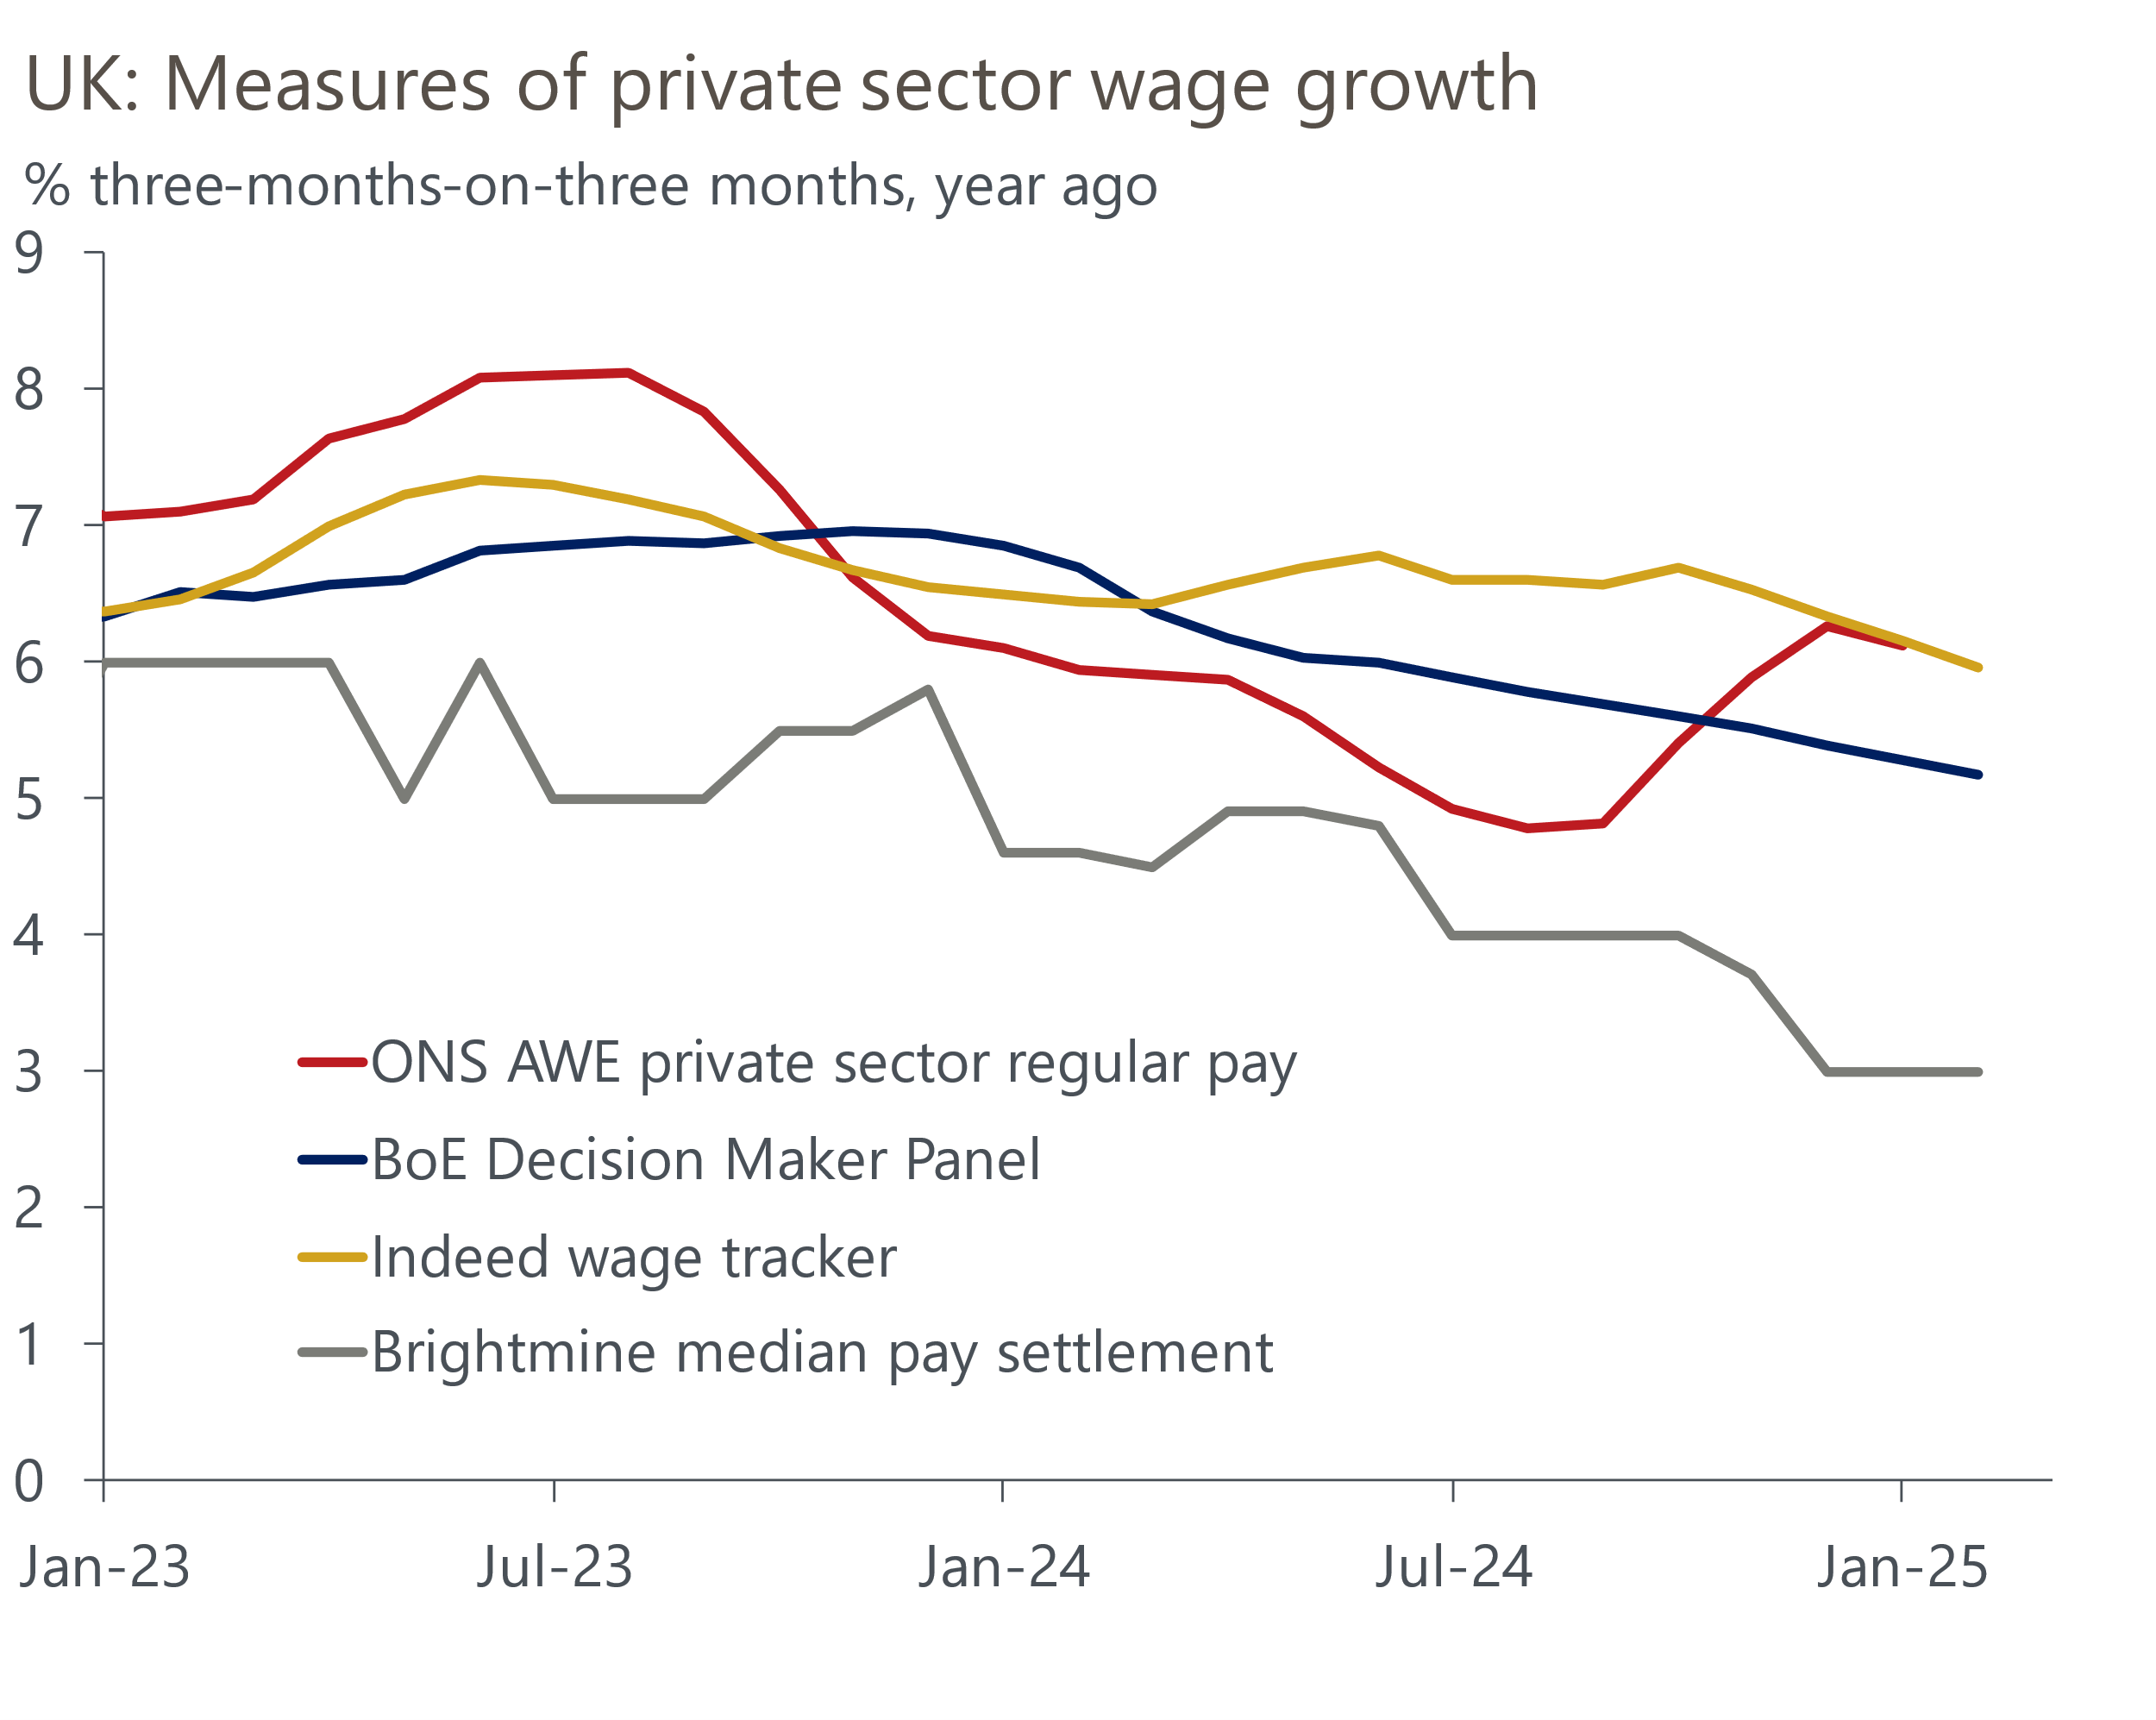 UK: Measures of private sector wage growth
% three-months-on-three months, year ago
9
8
7
6
5
4
3
2
1
0
ONS AWE private sector regular pay
BoE Decision Maker Panel
Indeed wage tracker
Brightmine median pay settlement
Jan-23 Jul-23 Jan-24 Jul-24 Jan-25